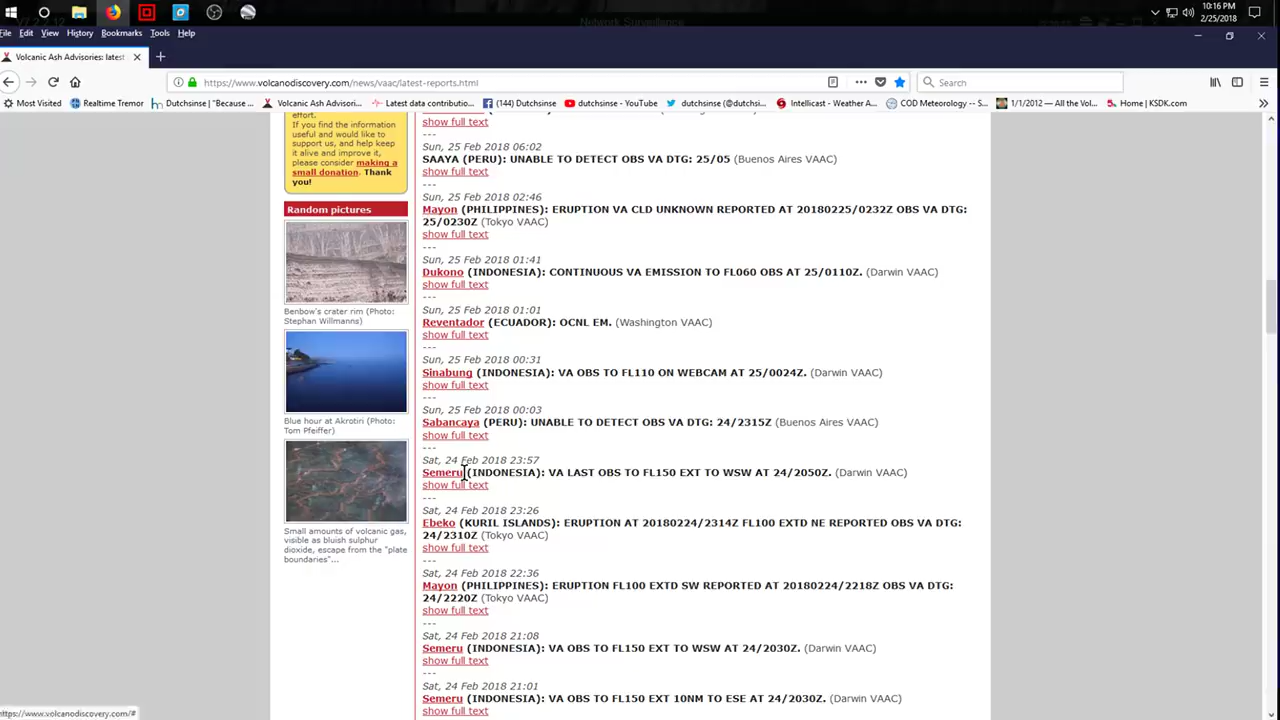 V7.2.2.12
Network Surveillance
10:16 PM
2/25/2018
File Edit View History Bookmarks Tools Help
Volcanic Ash Advisories: latest
https://www.volcanodiscovery.com/news/vaac/latest-reports.html
Search
Most Visited Realtime Tremor Dutchsinse | "Because ... Volcanic Ash Advisori... Latest data contributio... (144) Dutchsinse dutchsinse - YouTube dutchsinse (@dutchsi... Intellicast - Weather A... COD Meteorology -- S... 1/1/2012 — All the Vol... Home | KSDK.com
effort.
If you find the information
useful and would like to
support us, and help keep
it alive and improve it,
please consider making a
small donation. Thank
you!
Random pictures
Benbow's crater rim (Photo:
Stephan Willmanns)
Blue hour at Akrotiri (Photo:
Tom Pfeiffer)
Small amounts of volcanic gas,
visible as bluish sulphur
dioxide, escape from the "plate
boundaries"...
show full text
---
Sun, 25 Feb 2018 06:02
SAAYA (PERU): UNABLE TO DETECT OBS VA DTG: 25/05 (Buenos Aires VAAC)
show full text
---
Sun, 25 Feb 2018 02:46
Mayon (PHILIPPINES): ERUPTION VA CLD UNKNOWN REPORTED AT 20180225/0232Z OBS VA DTG:
25/0230Z (Tokyo VAAC)
show full text
---
Sun, 25 Feb 2018 01:41
Dukono (INDONESIA): CONTINUOUS VA EMISSION TO FL060 OBS AT 25/0110Z. (Darwin VAAC)
show full text
---
Sun, 25 Feb 2018 01:01
Reventador (ECUADOR): OCNL EM. (Washington VAAC)
show full text
---
Sun, 25 Feb 2018 00:31
Sinabung (INDONESIA): VA OBS TO FL110 ON WEBCAM AT 25/0024Z. (Darwin VAAC)
show full text
---
Sun, 25 Feb 2018 00:03
Sabancaya (PERU): UNABLE TO DETECT OBS VA DTG: 24/2315Z (Buenos Aires VAAC)
show full text
---
Sat, 24 Feb 2018 23:57
Semeru (INDONESIA): VA LAST OBS TO FL150 EXT TO WSW AT 24/2050Z. (Darwin VAAC)
show full text
---
Sat, 24 Feb 2018 23:26
Ebeko (KURIL ISLANDS): ERUPTION AT 20180224/2314Z FL100 EXTD NE REPORTED OBS VA DTG:
24/2310Z (Tokyo VAAC)
show full text
---
Sat, 24 Feb 2018 22:36
Mayon (PHILIPPINES): ERUPTION FL100 EXTD SW REPORTED AT 20180224/2218Z OBS VA DTG:
24/2220Z (Tokyo VAAC)
show full text
---
Sat, 24 Feb 2018 21:08
Semeru (INDONESIA): VA OBS TO FL150 EXT TO WSW AT 24/2030Z. (Darwin VAAC)
show full text
---
Sat, 24 Feb 2018 21:01
Semeru (INDONESIA): VA OBS TO FL150 EXT 10NM TO ESE AT 24/2030Z. (Darwin VAAC)
show full text
https://www.volcanodiscovery.com/#